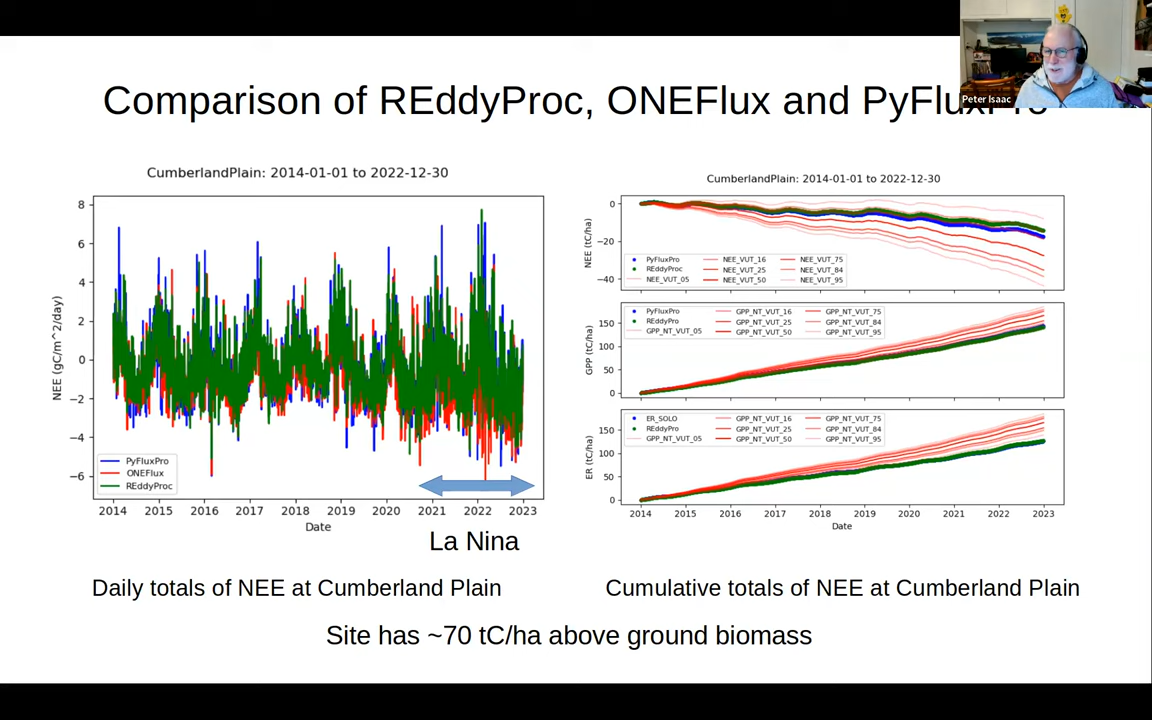 Comparison of REddyProc, ONEFlux and PyFluxPro
Peter Isaac
CumberlandPlain: 2014-01-01 to 2022-12-30
NEE (gC/m^2/day)
8
6
4
2
0
−2
−4
−6
PyFluxPro
ONEFlux
REddyProc
2014 2015 2016 2017 2018 2019 2020 2021 2022 2023
Date
La Nina
Daily totals of NEE at Cumberland Plain
CumberlandPlain: 2014-01-01 to 2022-12-30
NEE (tC/ha)
0
−20
−40
PyFluxPro NEE_VUT_16 NEE_VUT_75
REddyProc NEE_VUT_25 NEE_VUT_84
NEE_VUT_05 NEE_VUT_50 NEE_VUT_95
GPP (tC/ha)
150
100
50
0
PyFluxPro GPP_NT_VUT_16 GPP_NT_VUT_75
REddyPro GPP_NT_VUT_25 GPP_NT_VUT_84
GPP_NT_VUT_05 GPP_NT_VUT_50 GPP_NT_VUT_95
ER (tC/ha)
150
100
50
0
ER_SOLO GPP_NT_VUT_16 GPP_NT_VUT_75
REddyPro GPP_NT_VUT_25 GPP_NT_VUT_84
GPP_NT_VUT_05 GPP_NT_VUT_50 GPP_NT_VUT_95
2014 2015 2016 2017 2018 2019 2020 2021 2022 2023
Date
Cumulative totals of NEE at Cumberland Plain
Site has ~70 tC/ha above ground biomass